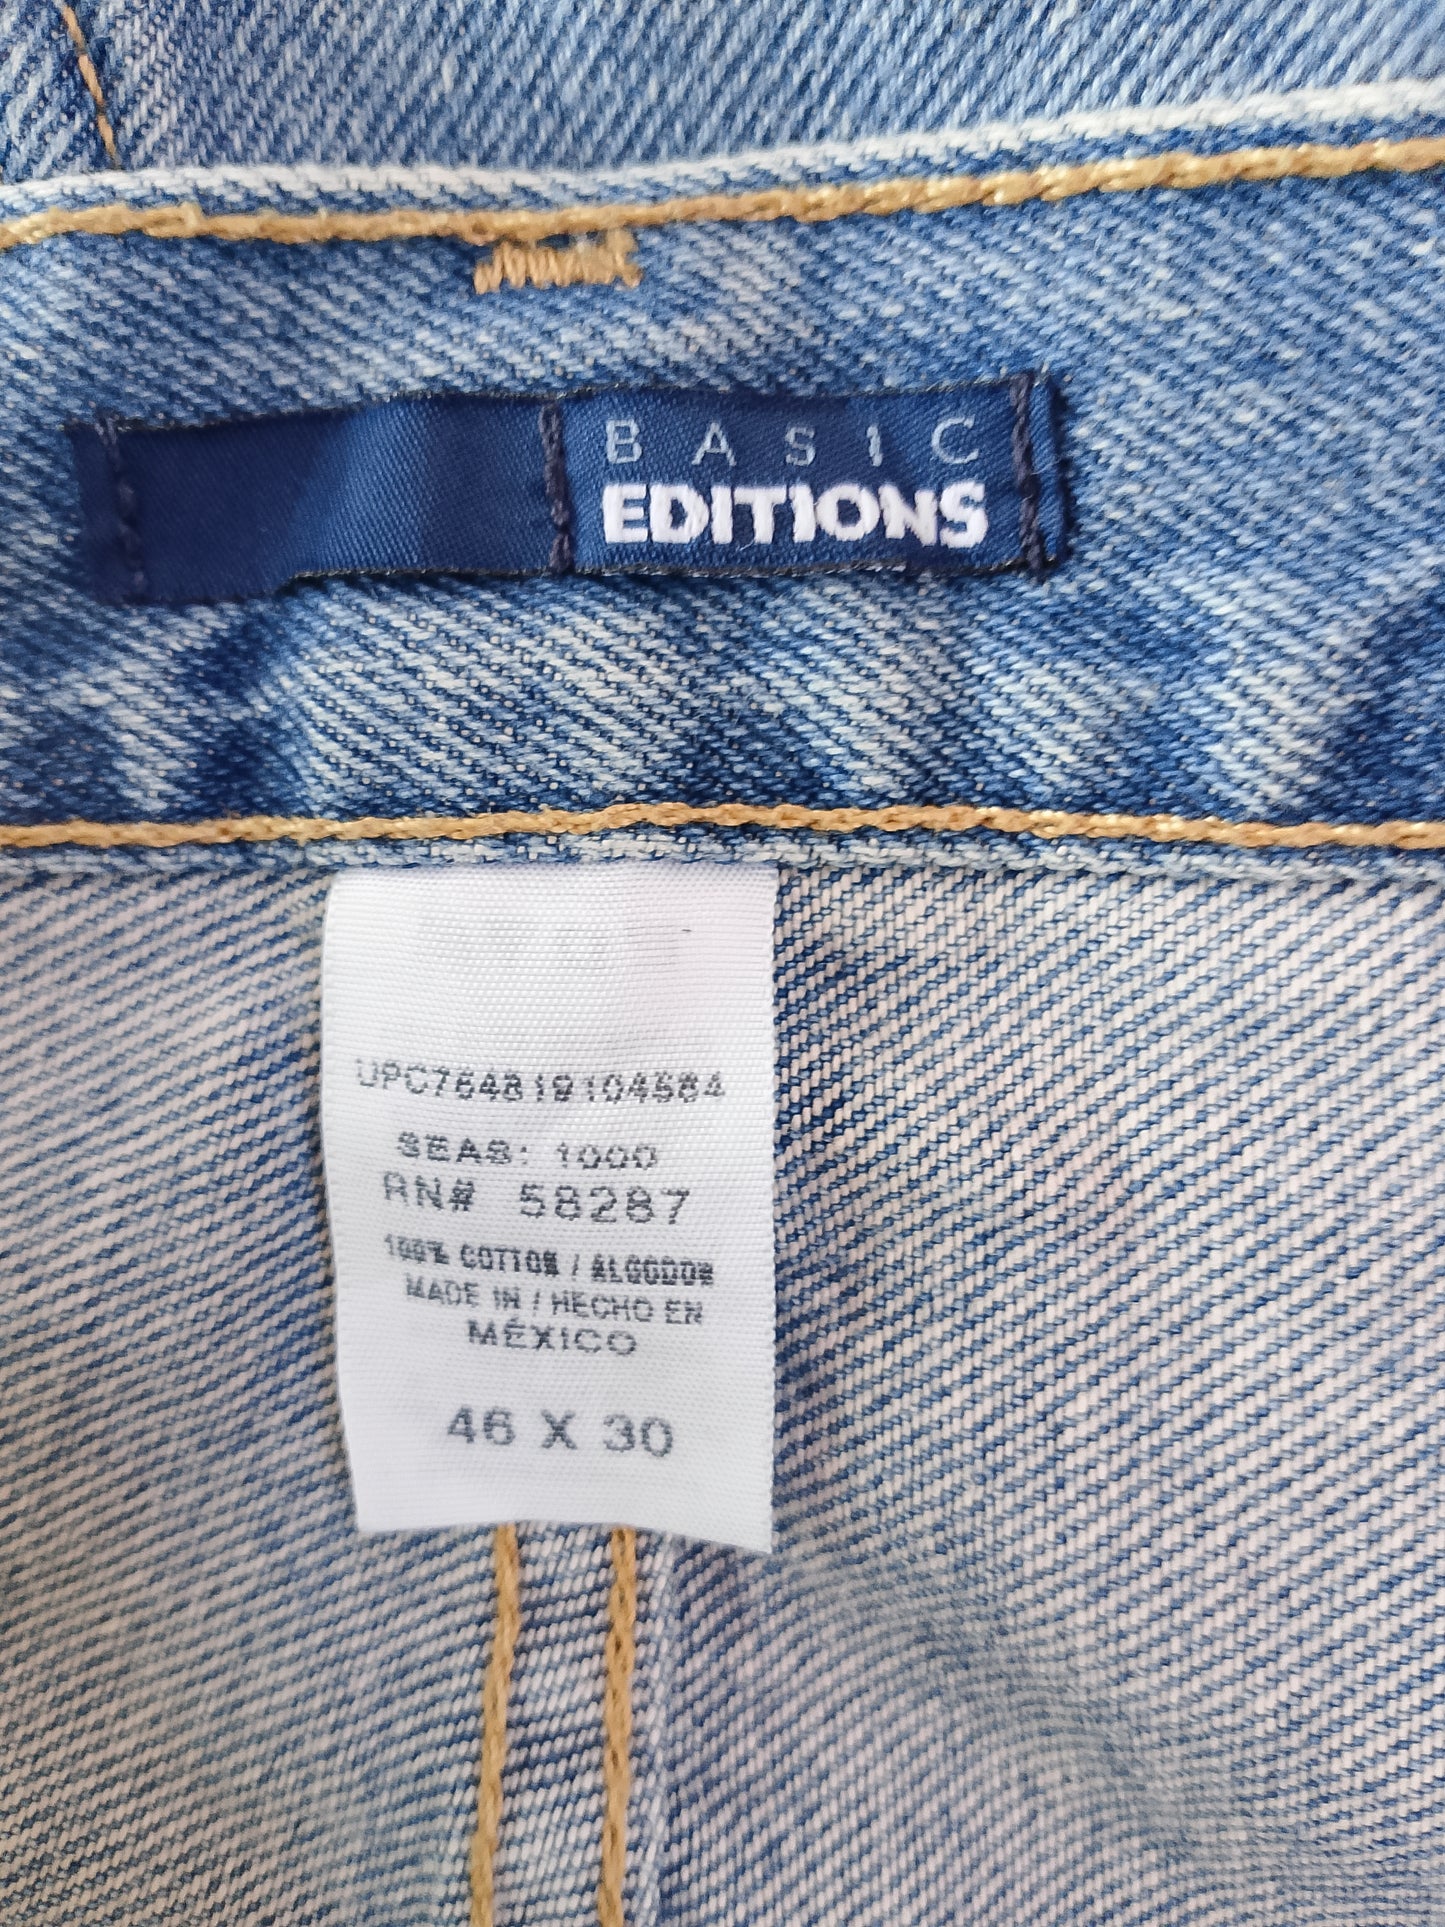 BASIC
EDITIONS
UPC764819104584
SEAS: 1000
RN# 58287
100% COTTON / ALGODON
MADE IN / HECHO EN
MÉXICO
46 X 30